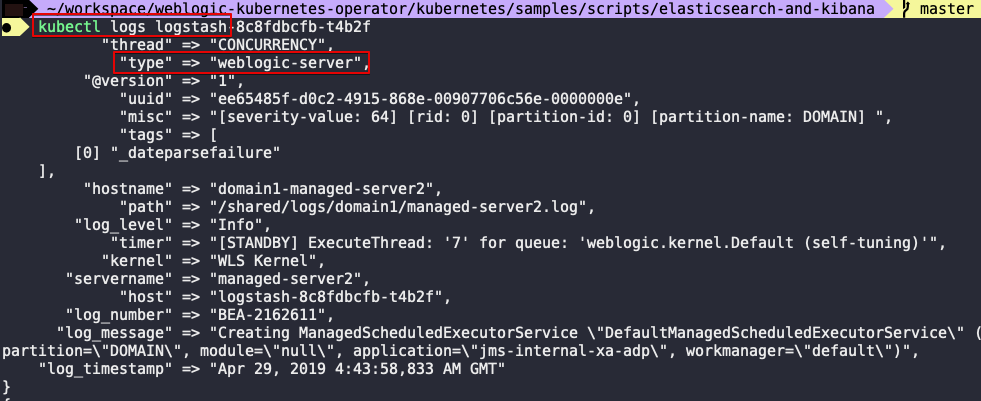 ~/workspace/weblogic-kubernetes-operator/kubernetes/samples/scripts/elasticsearch-and-kibana master
kubectl logs logstash-8c8fdbcfb-t4b2f
"thread" => "CONCURRENCY",
"type" => "weblogic-server",
"@version" => "1",
"uuid" => "ee65485f-d0c2-4915-868e-00907706c56e-0000000e",
"misc" => "[severity-value: 64] [rid: 0] [partition-id: 0] [partition-name: DOMAIN] ",
"tags" => [
[0] "_dateparsefailure"
],
"hostname" => "domain1-managed-server2",
"path" => "/shared/logs/domain1/managed-server2.log",
"log_level" => "Info",
"timer" => "[STANDBY] ExecuteThread: '7' for queue: 'weblogic.kernel.Default (self-tuning)'",
"kernel" => "WLS Kernel",
"servername" => "managed-server2",
"host" => "logstash-8c8fdbcfb-t4b2f",
"log_number" => "BEA-2162611",
"log_message" => "Creating ManagedScheduledExecutorService \"DefaultManagedScheduledExecutorService\" (
partition=\"DOMAIN\", module=\"null\", application=\"jms-internal-xa-adp\", workmanager=\"default\")",
"log_timestamp" => "Apr 29, 2019 4:43:58,833 AM GMT"
}
{